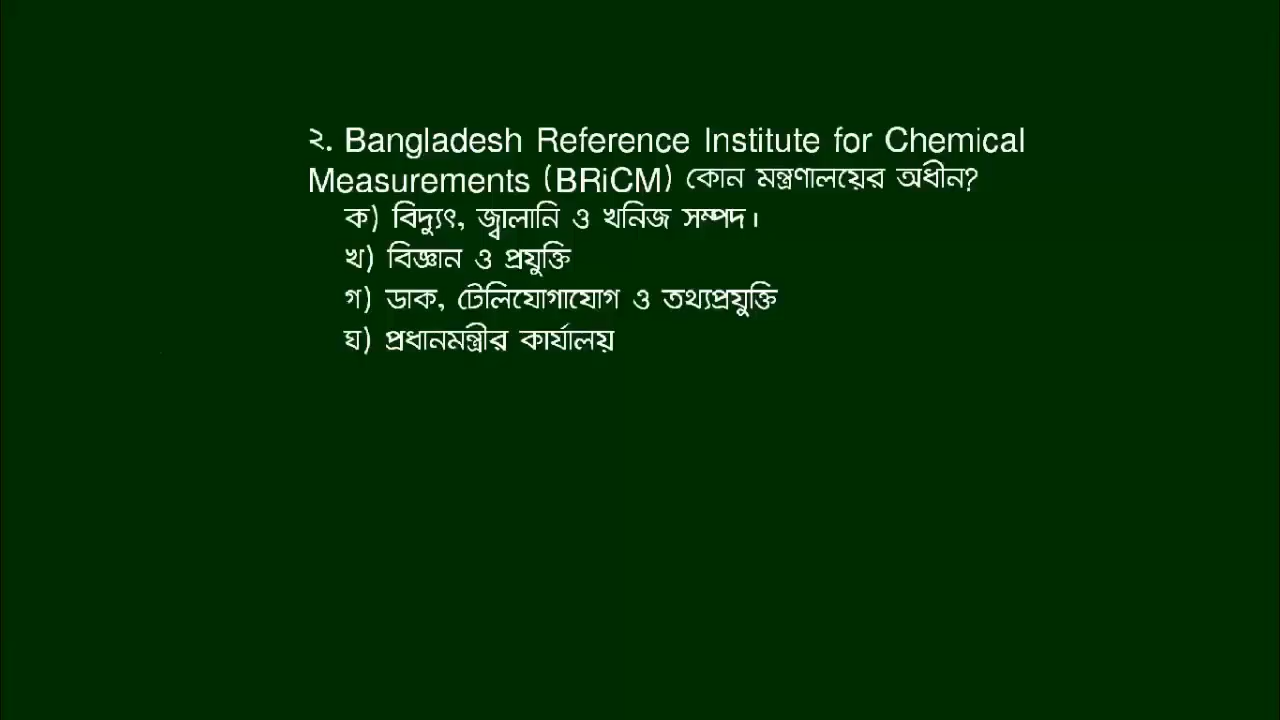 ২. Bangladesh Reference Institute for Chemical
Measurements (BRiCM) কোন মন্ত্রণালয়ের অধীন?
ক) বিদ্যুৎ, জ্বালানি ও খনিজ সম্পদ।
খ) বিজ্ঞান ও প্রযুক্তি
গ) ডাক, টেলিযোগাযোগ ও তথ্যপ্রযুক্তি
ঘ) প্রধানমন্ত্রীর কার্যালয়